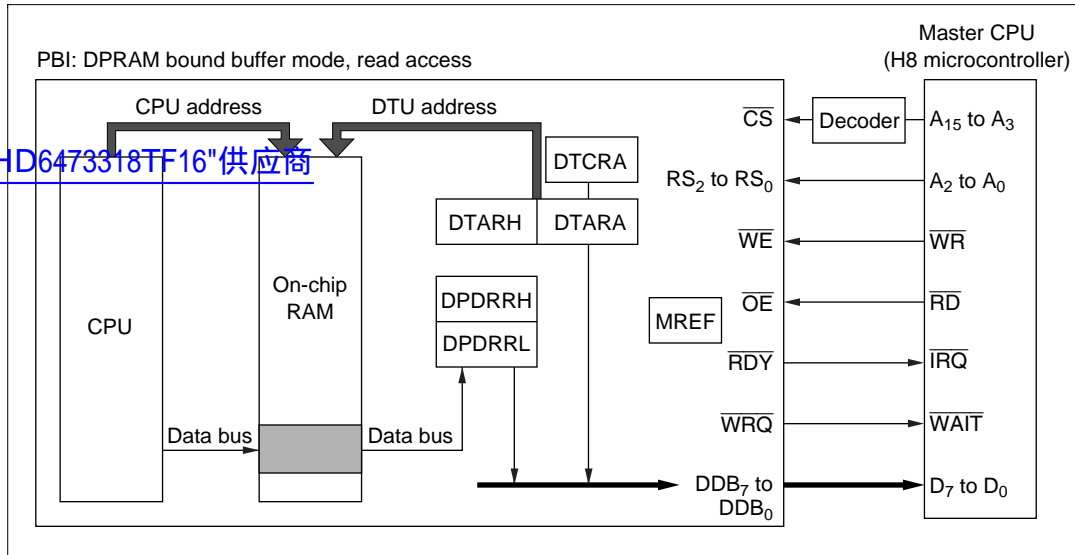 Master CPU
(H8 microcontroller)
PBI: DPRAM bound buffer mode, read access
CPU address
DTU address
CS
Decoder
A15 to A3
HD6473318TF16"供应商
DTCRA
RS2 to RS0
A2 to A0
DTARH
DTARA
WE
WR
On-chip
RAM
CPU
DPDRRH
DPDRRL
MREF
OE
RD
RDY
IRQ
WRQ
WAIT
Data bus
Data bus
DDB7 to
DDB0
D7 to D0